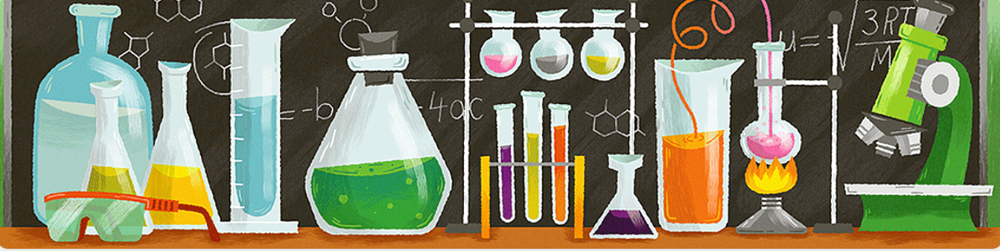 u=√3RT
M
=-b -4ac